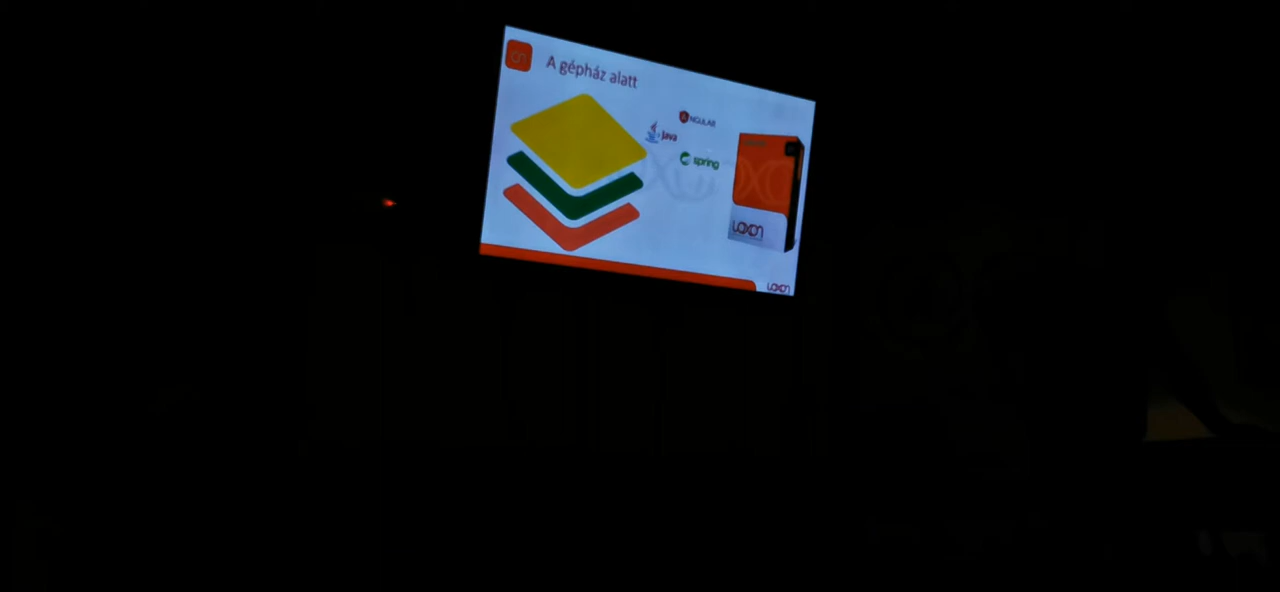 A gépház alatt
ANGULAR
Java
spring
LOXON
LOXON